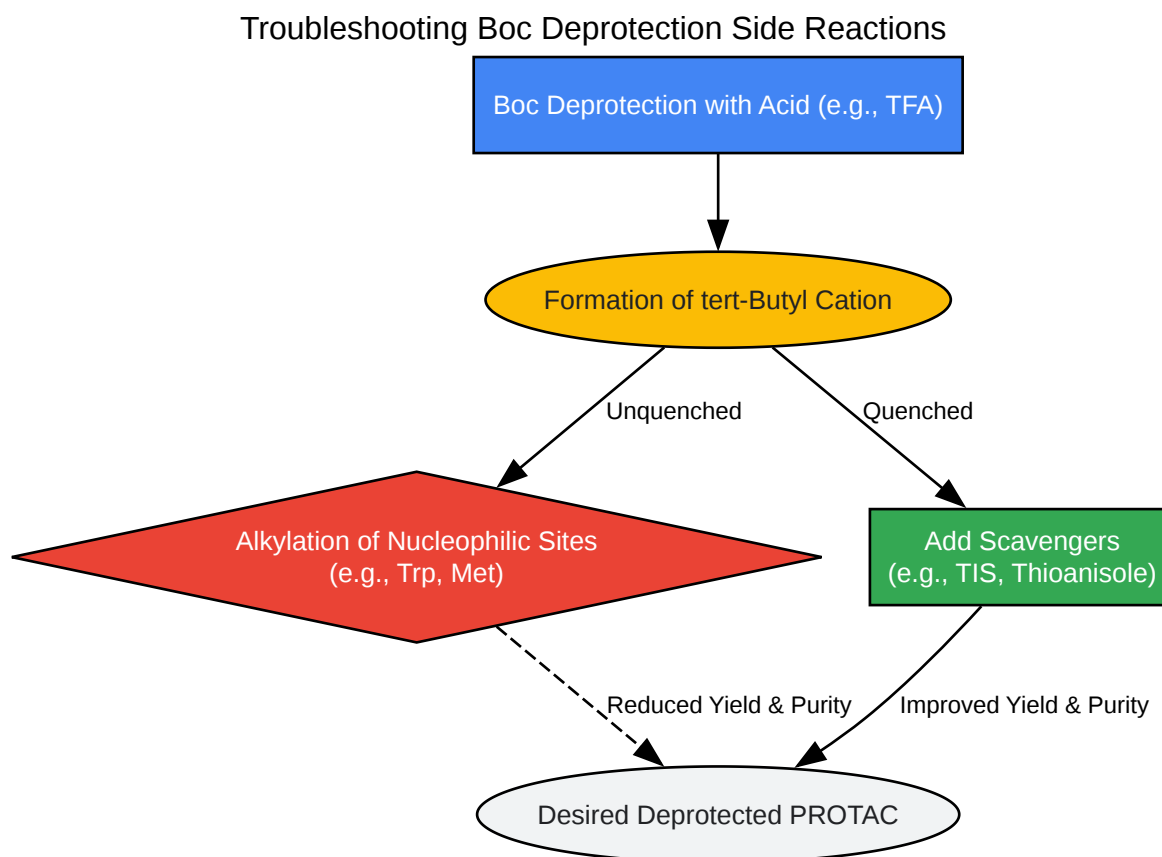 Troubleshooting Boc Deprotection Side Reactions
Boc Deprotection with Acid (e.g., TFA)
Formation of tert-Butyl Cation
Unquenched
Quenched
Alkylation of Nucleophilic Sites
(e.g., Trp, Met)
Add Scavengers
(e.g., TIS, Thioanisole)
Reduced Yield & Purity
Improved Yield & Purity
Desired Deprotected PROTAC